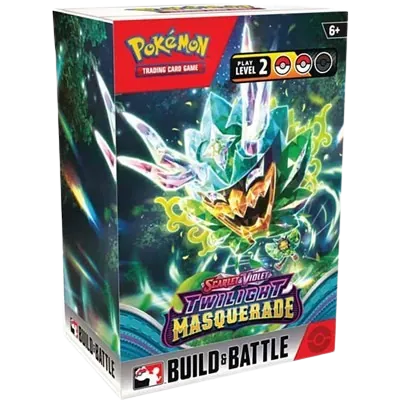 Pokémon
TRADING CARD GAME
PLAY
LEVEL 2
6+
SCARLET & VIOLET
TWILIGHT
MASQUERADE
BUILD & BATTLE